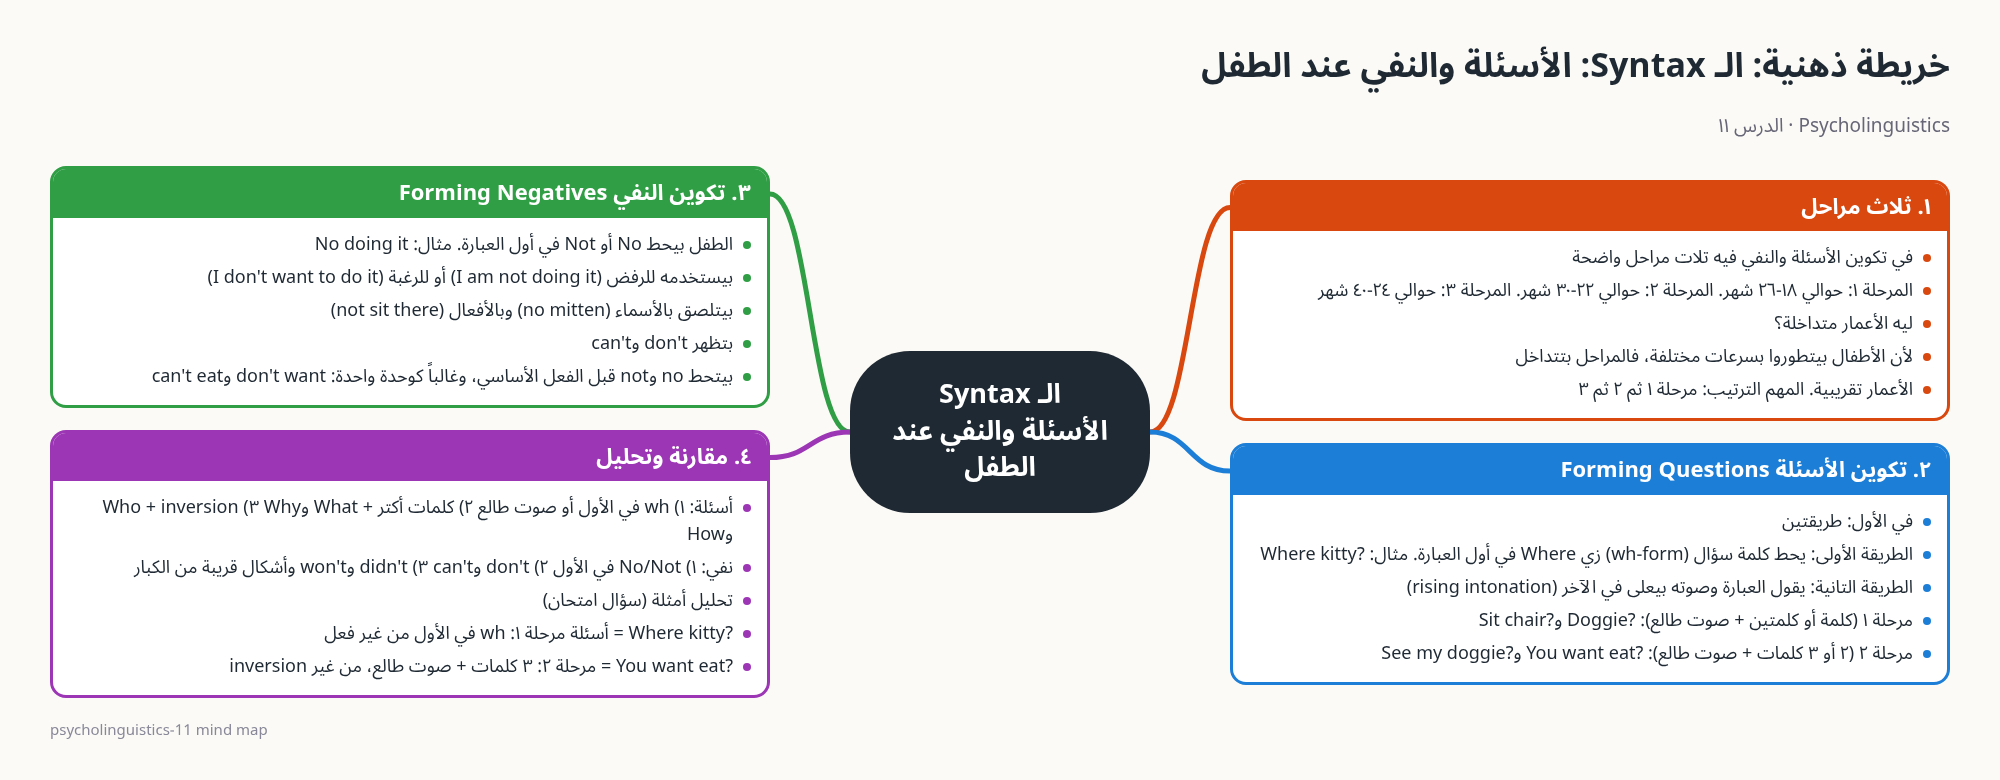 خريطة ذهنية: الـ Syntax: الأسئلة والنفي عند الطفل
Psycholinguistics · الدرس ١١
١. ثلاث مراحل
في تكوين الأسئلة والنفي فيه تلات مراحل واضحة
المرحلة ١: حوالي ١٨-٢٦ شهر. المرحلة ٢: حوالي ٢٢-٣٠ شهر. المرحلة ٣: حوالي ٢٤-٤٠ شهر
ليه الأعمار متداخلة؟
لأن الأطفال بيتطوروا بسرعات مختلفة، فالمراحل بتتداخل
الأعمار تقريبية. المهم الترتيب: مرحلة ١ ثم ٢ ثم ٣
٢. تكوين الأسئلة Forming Questions
في الأول: طريقتين
الطريقة الأولى: يحط كلمة سؤال (wh-form) زي Where في أول العبارة. مثال: Where kitty?
الطريقة التانية: يقول العبارة وصوته بيعلى في الآخر (rising intonation)
مرحلة ١ (كلمة أو كلمتين + صوت طالع): Doggie? وSit chair?
مرحلة ٢ (٢ أو ٣ كلمات + صوت طالع): You want eat? وSee my doggie?
الـ Syntax
الأسئلة والنفي عند
الطفل
٣. تكوين النفي Forming Negatives
الطفل بيحط No أو Not في أول العبارة. مثال: No doing it
بيستخدمه للرفض (I am not doing it) أو للرغبة (I don't want to do it)
بيتلصق بالأسماء (no mitten) وبالأفعال (not sit there)
بتظهر don't وcan't
بيتحط no وnot قبل الفعل الأساسي، وغالباً كوحدة واحدة: don't want وcan't eat
٤. مقارنة وتحليل
أسئلة: ١) wh في الأول أو صوت طالع ٢) كلمات أكتر + What وWhy ٣) Who + inversion
وHow
نفي: ١) No/Not في الأول ٢) don't وcan't ٣) didn't وwon't وأشكال قريبة من الكبار
تحليل أمثلة (سؤال امتحان)
Where kitty? = أسئلة مرحلة ١: wh في الأول من غير فعل
You want eat? = مرحلة ٢: ٣ كلمات + صوت طالع، من غير inversion
psycholinguistics-11 mind map